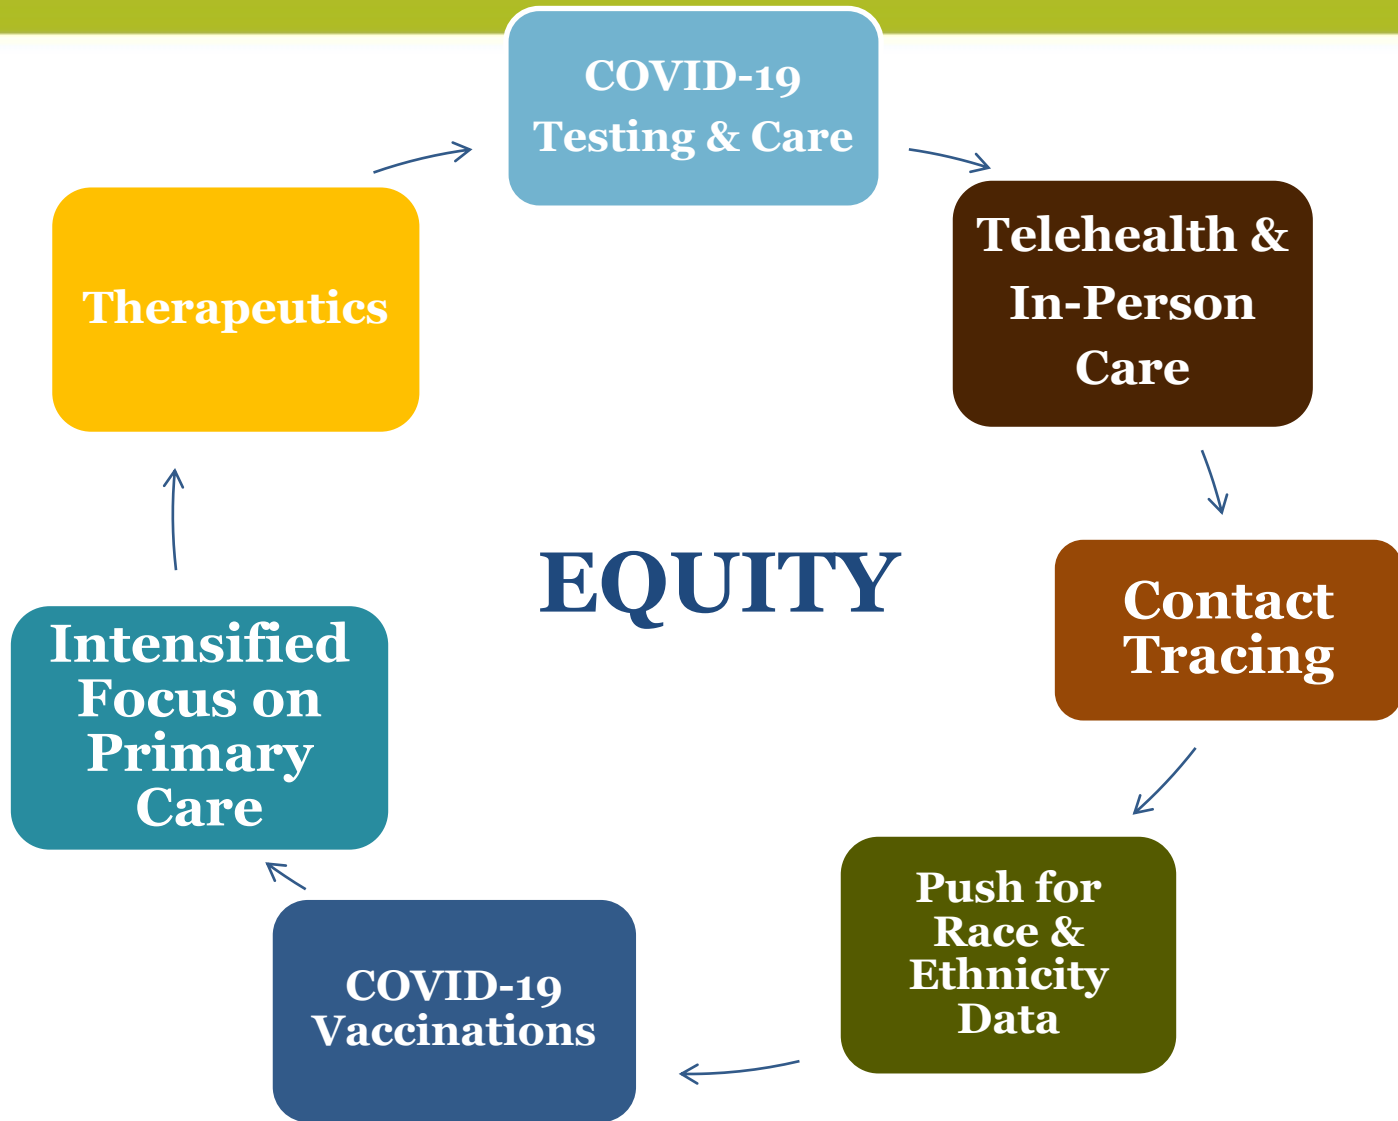 COVID-19
Testing & Care
Telehealth &
In-Person
Care
Contact
Tracing
Push for
Race &
Ethnicity
Data
COVID-19
Vaccinations
Intensified
Focus on
Primary
Care
Therapeutics
EQUITY